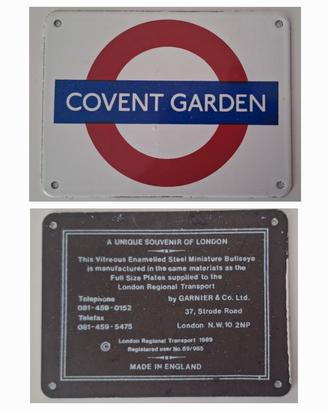 COVENT GARDEN
A UNIQUE SOUVENIR OF LONDON
This Vitreous Enamelled Steel Miniature Bullseye
is manufactured in the same materials as the
Full Size Plates supplied to the
London Regional Transport
Telephone by GARNIER & Co. Ltd.
081-459-0152
37, Strode Road
Telefax
081-459-5475 London N.W.10 2NP
© London Regional Transport 1989
Registered user No.89/965
MADE IN ENGLAND